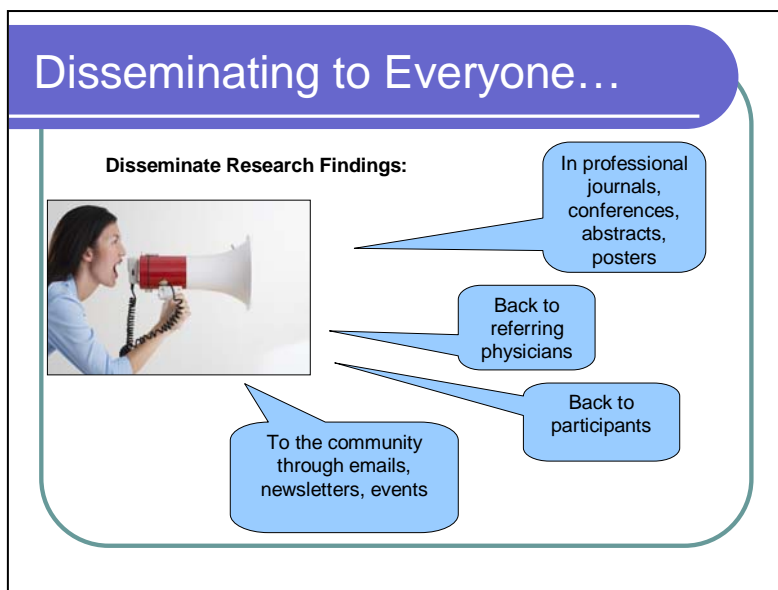 Disseminating to Everyone…
Disseminate Research Findings:
In professional
journals,
conferences,
abstracts,
posters
Back to
referring
physicians
Back to
participants
To the community
through emails,
newsletters, events